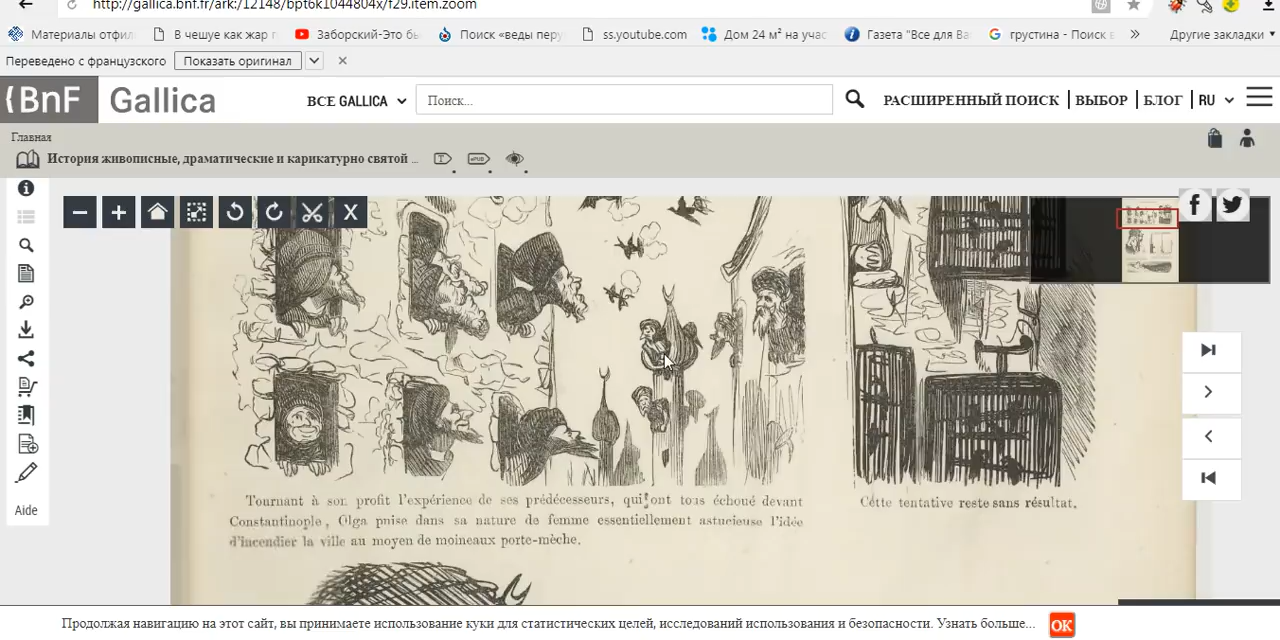 http://gallica.bnf.fr/ark:/12148/bpt6k1044804x/f29.item.zoom
Материалы отфил
В чешуе как жар г
Заборский-Это бы
Поиск «веды перу
ss.youtube.com
Дом 24 м² на учас
Газета "Все для Ва
грустина - Поиск в
»
Другие закладки
Переведено с французского
Показать оригинал
BnF Gallica
ВСЕ GALLICA
Поиск...
РАСШИРЕННЫЙ ПОИСК
ВЫБОР
БЛОГ
RU
Главная
История живописные, драматические и карикатурно святой ...
T
ePUB
X
Tournant à son profit l'expérience de ses prédécesseurs, qui ont tous échoué devant
Constantinople, Olga puise dans sa nature de femme essentiellement astucieuse l'idée
d'incendier la ville au moyen de moineaux porte-mèche.
Cette tentative reste sans résultat.
Aide
Продолжая навигацию на этот сайт, вы принимаете использование куки для статистических целей, исследований использования и безопасности. Узнать больше...
OK